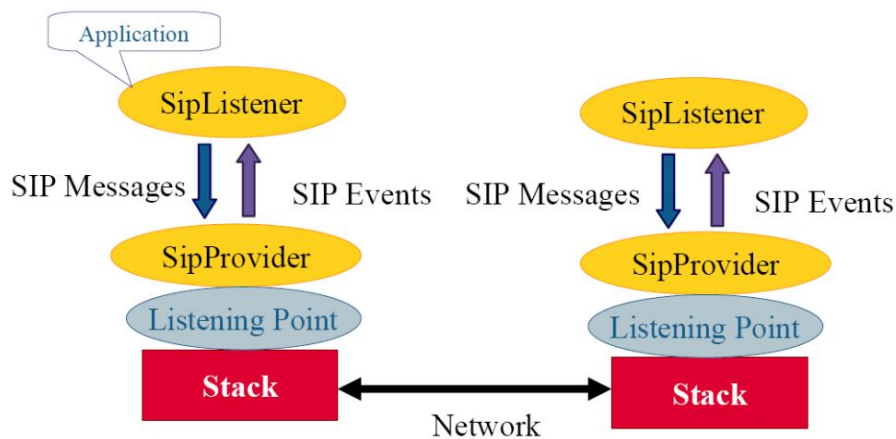 Application
SipListener
SIP Messages
SIP Events
SipProvider
Listening Point
Stack
SipListener
SIP Messages
SIP Events
SipProvider
Listening Point
Stack
Network